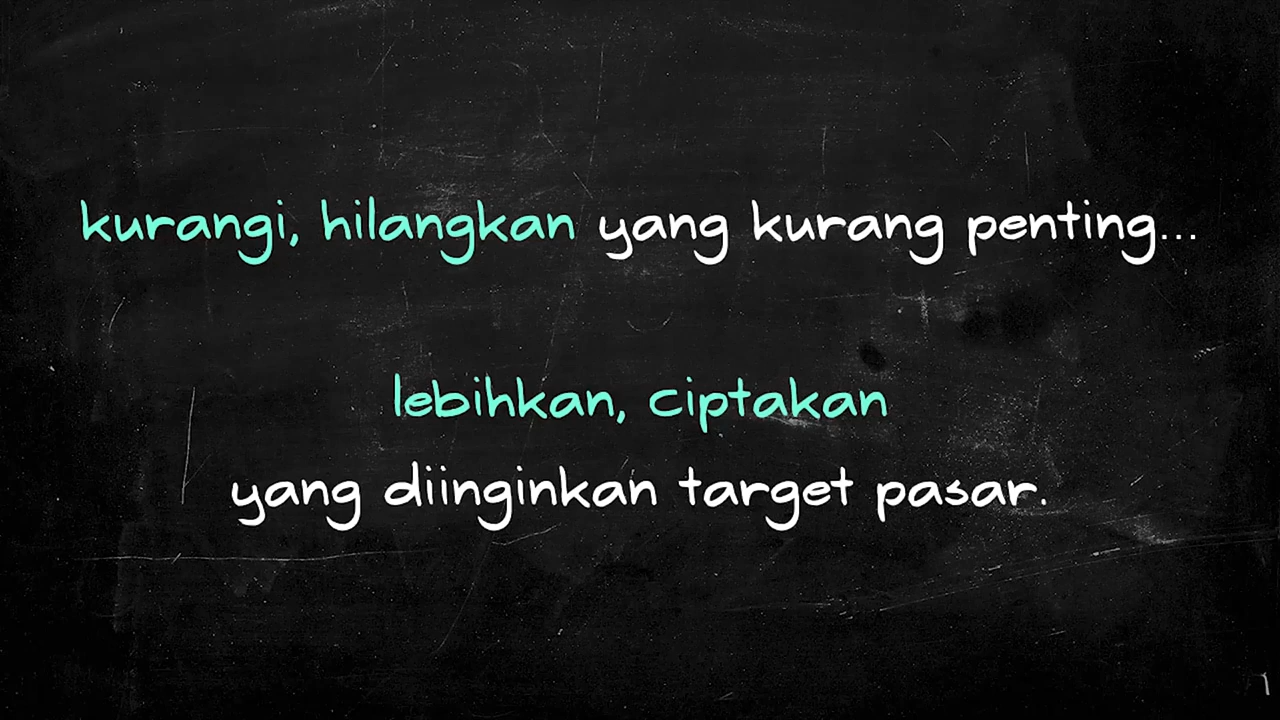 kurangi, hilangkan yang kurang penting...
lebihkan, ciptakan
yang diinginkan target pasar.